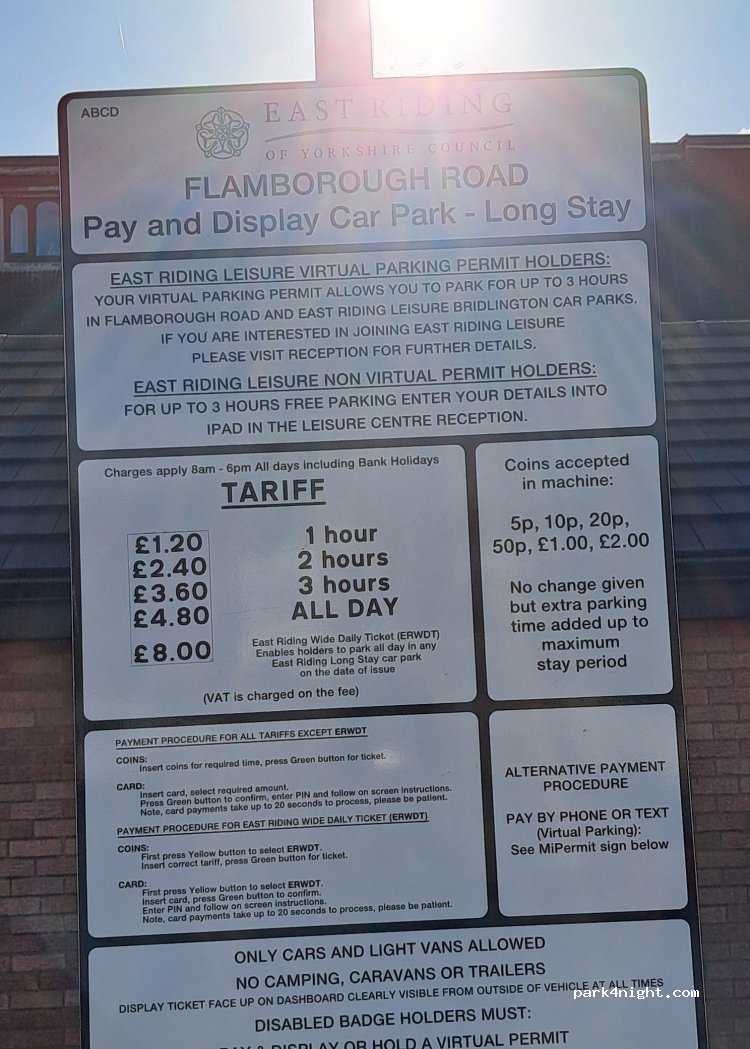 ABCD
EAST RIDING
OF YORKSHIRE COUNCIL
FLAMBOROUGH ROAD
Pay and Display Car Park - Long Stay
EAST RIDING LEISURE VIRTUAL PARKING PERMIT HOLDERS:
YOUR VIRTUAL PARKING PERMIT ALLOWS YOU TO PARK FOR UP TO 3 HOURS
IN FLAMBOROUGH ROAD AND EAST RIDING LEISURE BRIDLINGTON CAR PARKS.
IF YOU ARE INTERESTED IN JOINING EAST RIDING LEISURE
PLEASE VISIT RECEPTION FOR FURTHER DETAILS.
EAST RIDING LEISURE NON VIRTUAL PERMIT HOLDERS:
FOR UP TO 3 HOURS FREE PARKING ENTER YOUR DETAILS INTO
IPAD IN THE LEISURE CENTRE RECEPTION.
Charges apply 8am - 6pm All days including Bank Holidays
TARIFF
£1.20 1 hour
£2.40 2 hours
£3.60 3 hours
£4.80 ALL DAY
£8.00 East Riding Wide Daily Ticket (ERWDT)
Enables holders to park all day in any
East Riding Long Stay car park
on the date of issue
(VAT is charged on the fee)
Coins accepted
in machine:
5p, 10p, 20p,
50p, £1.00, £2.00
No change given
but extra parking
time added up to
maximum
stay period
PAYMENT PROCEDURE FOR ALL TARIFFS EXCEPT ERWDT
COINS:
Insert coins for required time, press Green button for ticket.
CARD:
Insert card, select required amount.
Press Green button to confirm, enter PIN and follow on screen instructions.
Note, card payments take up to 20 seconds to process, please be patient.
PAYMENT PROCEDURE FOR EAST RIDING WIDE DAILY TICKET (ERWDT)
COINS:
First press Yellow button to select ERWDT.
Insert correct tariff, press Green button for ticket.
CARD:
First press Yellow button to select ERWDT.
Insert card, press Green button to confirm.
Enter PIN and follow on screen instructions.
Note, card payments take up to 20 seconds to process, please be patient.
ALTERNATIVE PAYMENT
PROCEDURE
PAY BY PHONE OR TEXT
(Virtual Parking):
See MiPermit sign below
ONLY CARS AND LIGHT VANS ALLOWED
NO CAMPING, CARAVANS OR TRAILERS
DISPLAY TICKET FACE UP ON DASHBOARD CLEARLY VISIBLE FROM OUTSIDE OF VEHICLE AT ALL TIMES
park4night.com
DISABLED BADGE HOLDERS MUST:
PAY & DISPLAY OR HOLD A VIRTUAL PERMIT